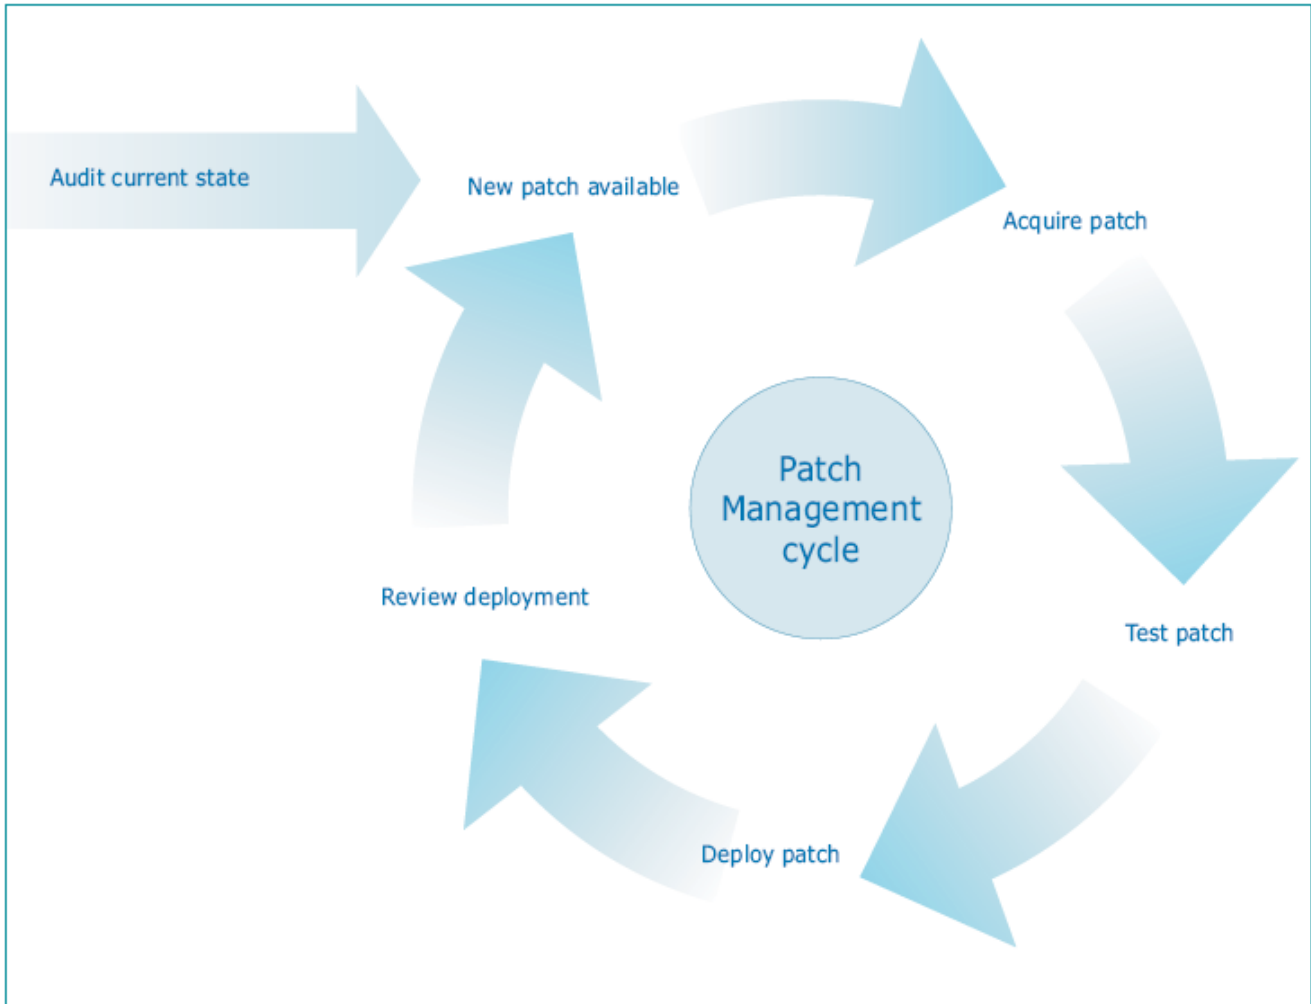 Audit current state
New patch available
Acquire patch
Patch
Management
cycle
Review deployment
Test patch
Deploy patch